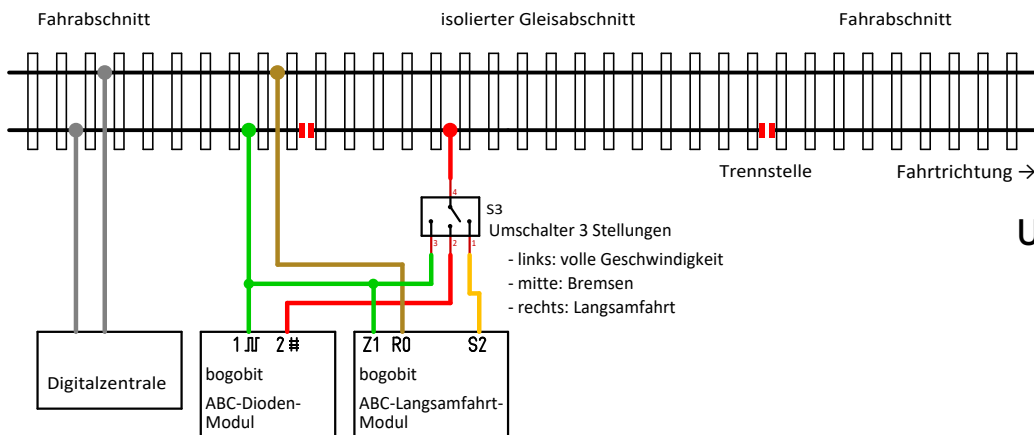 Fahrabschnitt
isolierter Gleisabschnitt
Fahrabschnitt
Trennstelle
Fahrtrichtung →
4
S3
Umschalter 3 Stellungen
3
2
1
- links: volle Geschwindigkeit
- mitte: Bremsen
- rechts: Langsamfahrt
U
Digitalzentrale
1 2 #
bogobit
ABC-Dioden-
Modul
Z1 R0 S2
bogobit
ABC-Langsamfahrt-
Modul